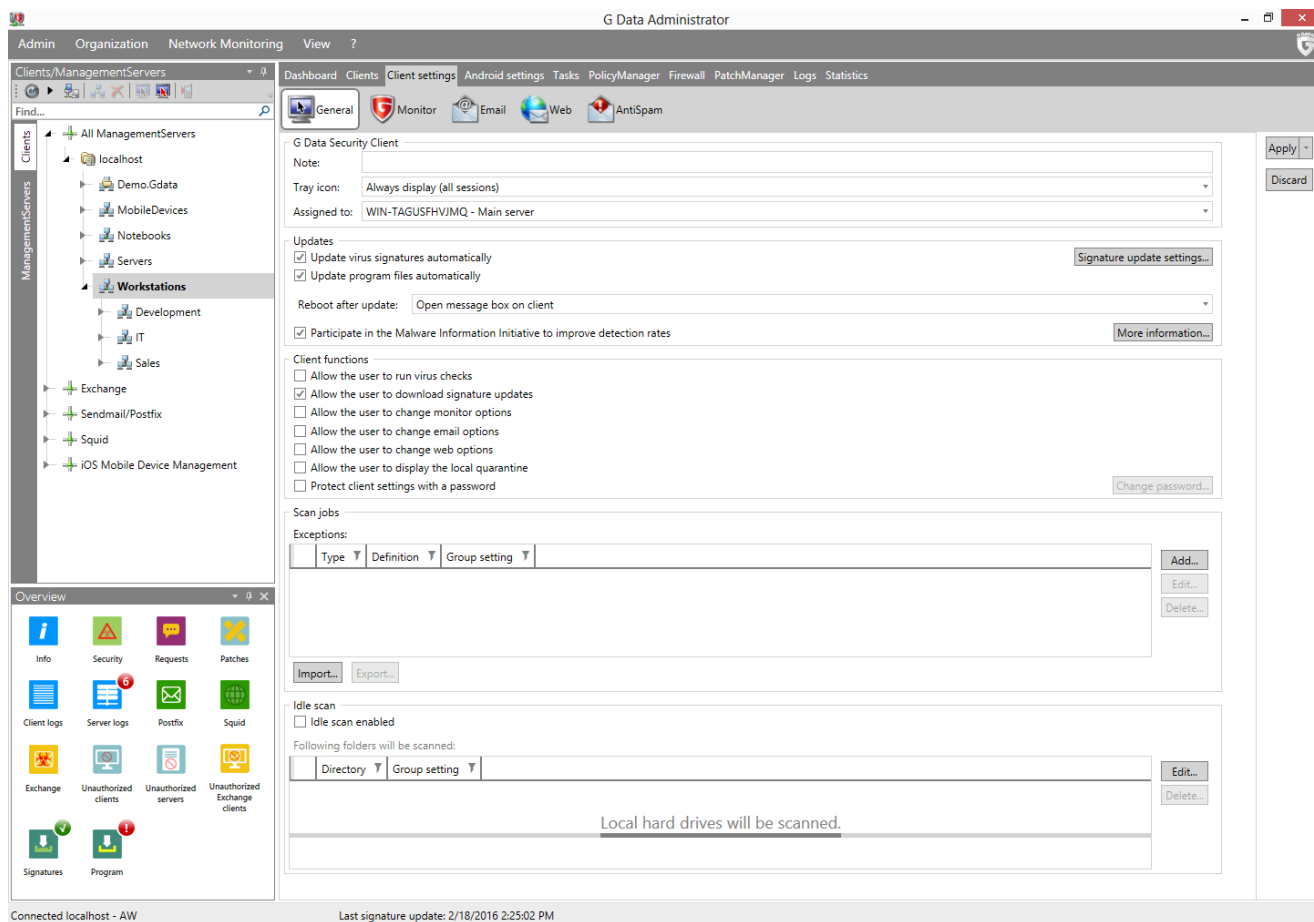 G Data Administrator
Admin Organization Network Monitoring View ?
Clients/ManagementServers
Find...
Clients
ManagementServers
All ManagementServers
localhost
Demo.Gdata
MobileDevices
Notebooks
Servers
Workstations
Development
IT
Sales
Exchange
Sendmail/Postfix
Squid
iOS Mobile Device Management
Overview
Info Security Requests Patches
6
Client logs Server logs Postfix Squid
Exchange Unauthorized clients Unauthorized servers Unauthorized Exchange clients
Signatures Program
Dashboard Clients Client settings Android settings Tasks PolicyManager Firewall PatchManager Logs Statistics
General Monitor Email Web AntiSpam
G Data Security Client
Note:
Tray icon: Always display (all sessions)
Assigned to: WIN-TAGUSFHVJMQ - Main server
Updates
Update virus signatures automatically
Signature update settings...
Update program files automatically
Reboot after update: Open message box on client
Participate in the Malware Information Initiative to improve detection rates
More information...
Client functions
Allow the user to run virus checks
Allow the user to download signature updates
Allow the user to change monitor options
Allow the user to change email options
Allow the user to change web options
Allow the user to display the local quarantine
Protect client settings with a password
Change password...
Scan jobs
Exceptions:
Type Definition Group setting
Add...
Edit...
Delete...
Import... Export...
Idle scan
Idle scan enabled
Following folders will be scanned:
Directory Group setting
Edit...
Delete...
Local hard drives will be scanned.
Apply
Discard
Connected localhost - AW
Last signature update: 2/18/2016 2:25:02 PM